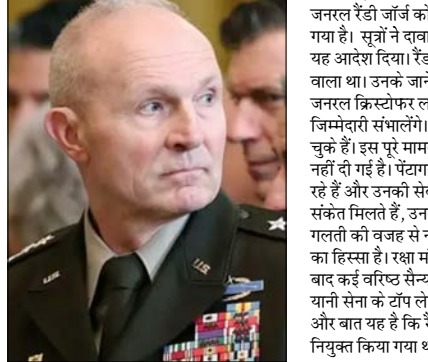 जनरल रैंडी जॉर्ज को
गया है। सूत्रों ने दावा
यह आदेश दिया। रैंड
वाला था। उनके जाने
जनरल क्रिस्टोफर ल
जिम्मेदारी संभालेंगे।
चुके हैं। इस पूरे माम
नहीं दी गई है। पेंटाग
रहे हैं और उनकी सेव
संकेत मिलते हैं, उन
गलती की वजह से न
का हिस्सा है। रक्षा मं
बाद कई वरिष्ठ सैन्य
यानी सेना के टॉप ले
और बात यह है कि रै
नियुक्त किया गया थ
U.S.